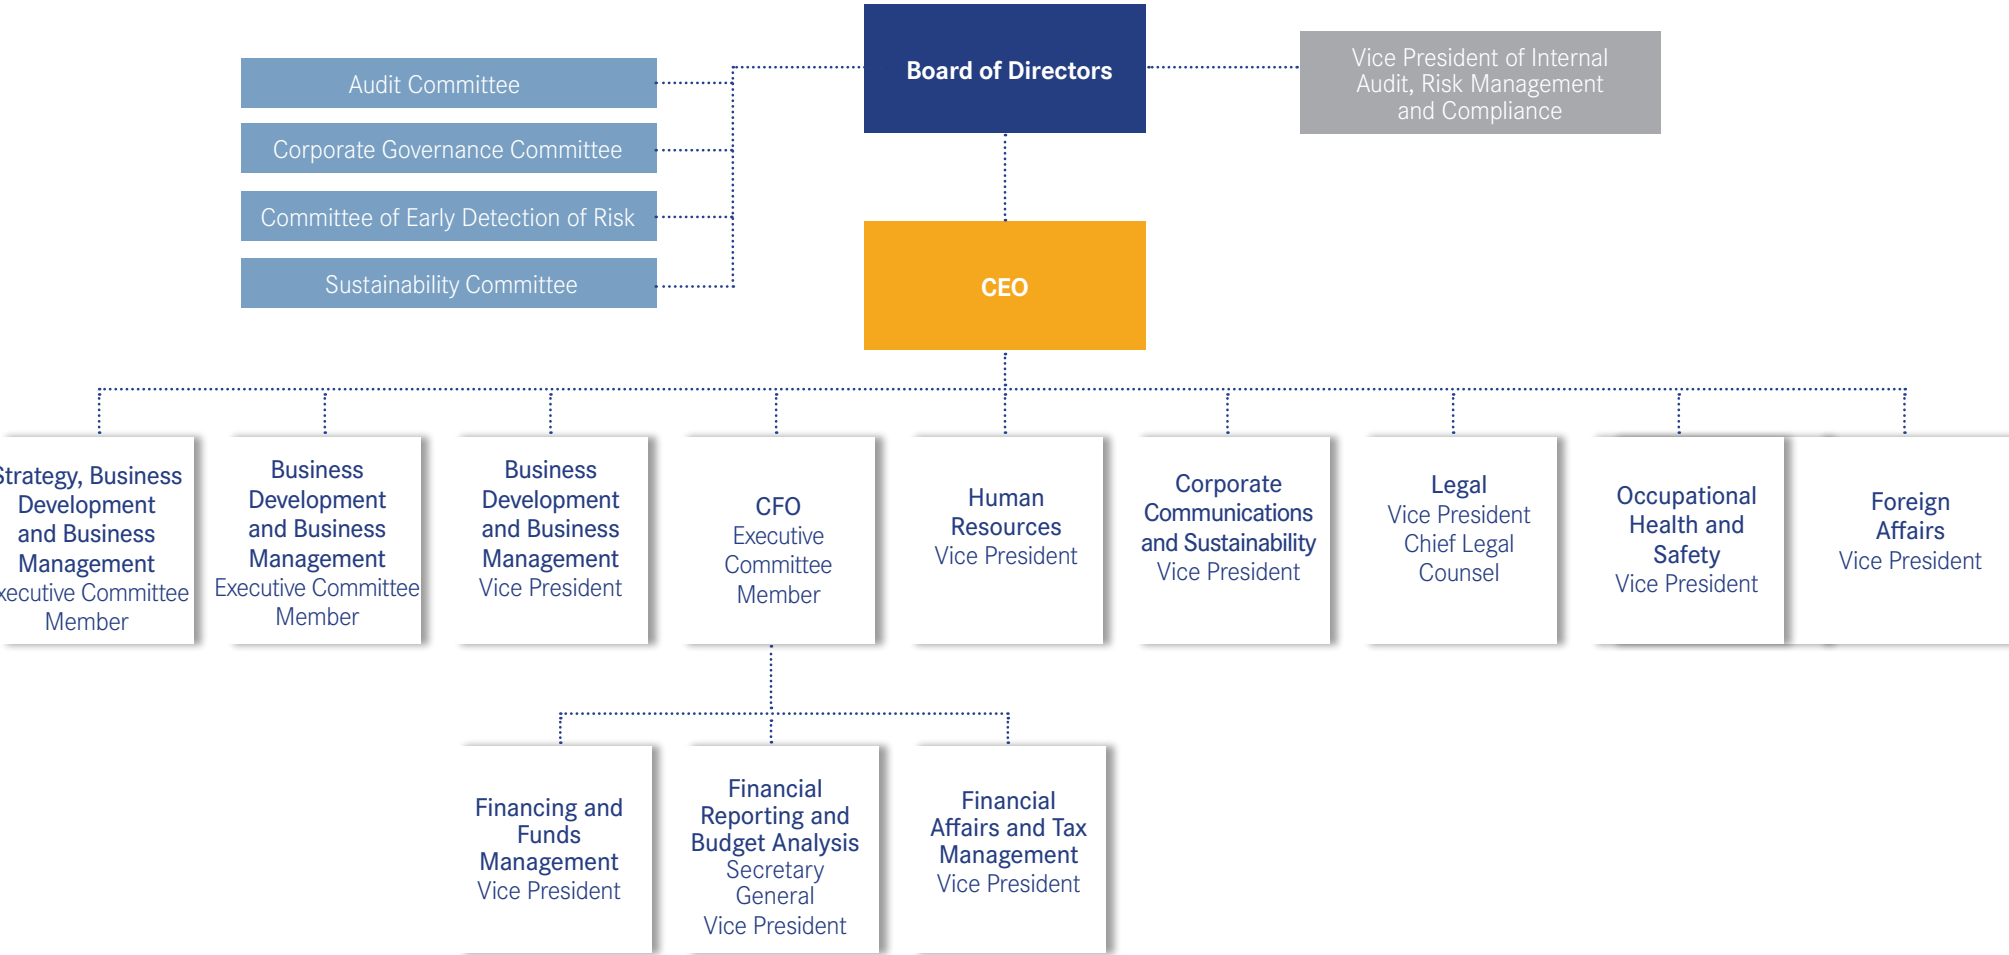 Board of Directors
Vice President of Internal
Audit, Risk Management
and Compliance
Audit Committee
Corporate Governance Committee
Committee of Early Detection of Risk
Sustainability Committee
CEO
Strategy, Business
Development
and Business
Management
Executive Committee
Member
Business
Development
and Business
Management
Executive Committee
Member
Business
Development
and Business
Management
Vice President
CFO
Executive
Committee
Member
Human
Resources
Vice President
Corporate
Communications
and Sustainability
Vice President
Legal
Vice President
Chief Legal
Counsel
Occupational
Health and
Safety
Vice President
Foreign
Affairs
Vice President
Financing and
Funds
Management
Vice President
Financial
Reporting and
Budget Analysis
Secretary
General
Vice President
Financial
Affairs and Tax
Management
Vice President